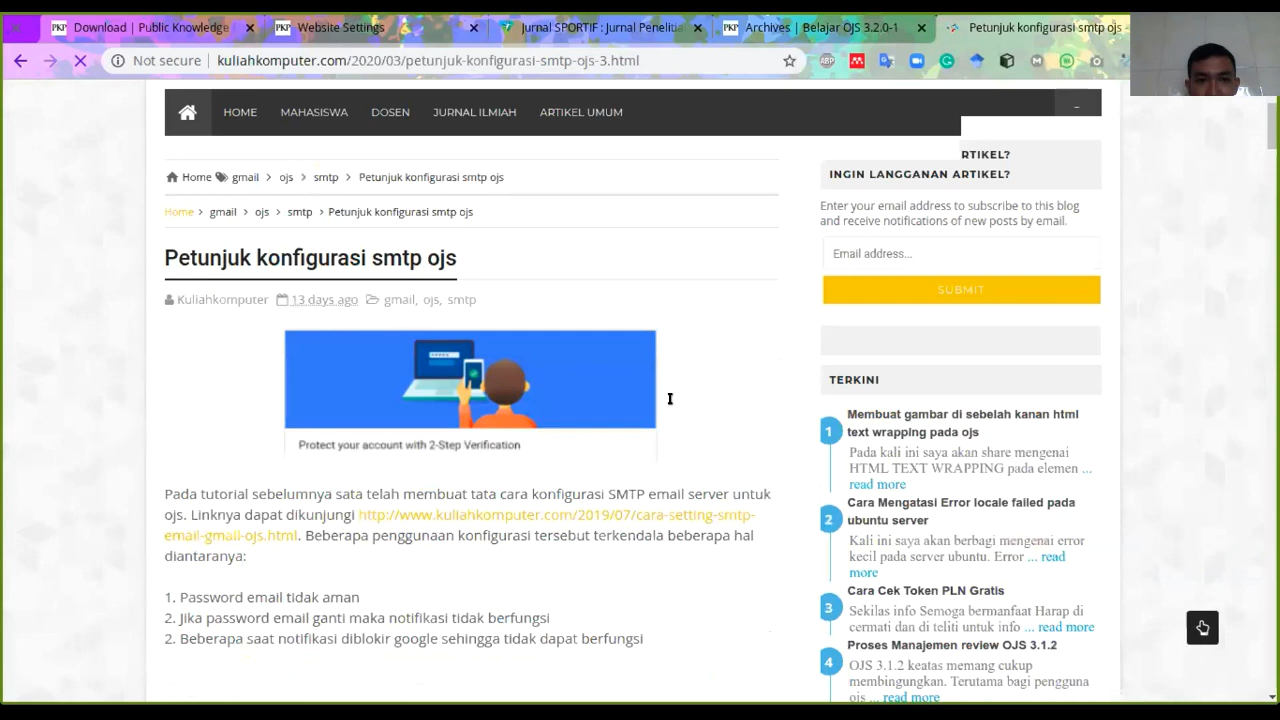 Download | Public Knowledge
Website Settings
Jurnal SPORTIF : Jurnal Penelitia
Archives | Belajar OJS 3.2.0-1
Petunjuk konfigurasi smtp ojs
Not secure
kuliahkomputer.com/2020/03/petunjuk-konfigurasi-smtp-ojs-3.html
HOME
MAHASISWA
DOSEN
JURNAL ILMIAH
ARTIKEL UMUM
Home > gmail > ojs > smtp > Petunjuk konfigurasi smtp ojs
Home > gmail > ojs > smtp > Petunjuk konfigurasi smtp ojs
Petunjuk konfigurasi smtp ojs
Kuliahkomputer 13 days ago gmail, ojs, smtp
Protect your account with 2-Step Verification
Pada tutorial sebelumnya sata telah membuat tata cara konfigurasi SMTP email server untuk
ojs. Linknya dapat dikunjungi http://www.kuliahkomputer.com/2019/07/cara-setting-smtp-
email-gmail-ojs.html. Beberapa penggunaan konfigurasi tersebut terkendala beberapa hal
diantaranya:
1. Password email tidak aman
2. Jika password email ganti maka notifikasi tidak berfungsi
2. Beberapa saat notifikasi diblokir google sehingga tidak dapat berfungsi
RTIKEL?
INGIN LANGGANAN ARTIKEL?
Enter your email address to subscribe to this blog
and receive notifications of new posts by email.
Email address...
SUBMIT
TERKINI
1
Membuat gambar di sebelah kanan html
text wrapping pada ojs
Pada kali ini saya akan share mengenai
HTML TEXT WRAPPING pada elemen ...
read more
2
Cara Mengatasi Error locale failed pada
ubuntu server
Kali ini saya akan berbagi mengenai error
kecil pada server ubuntu. Error ... read
more
3
Cara Cek Token PLN Gratis
Sekilas info Semoga bermanfaat Harap di
cermati dan di teliti untuk info ... read more
4
Proses Manajemen review OJS 3.1.2
OJS 3.1.2 keatas memang cukup
membingungkan. Terutama bagi pengguna
ojs ... read more